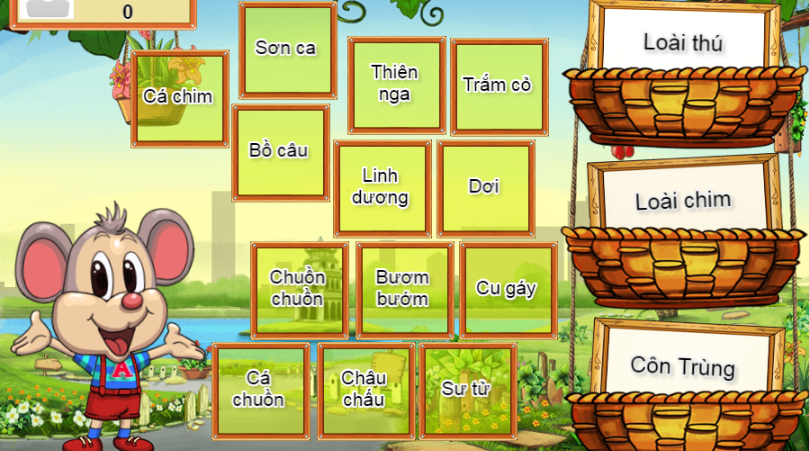 0
Sơn ca
Cá chim
Thiên
nga
Trắm cỏ
Bồ câu
Linh
dương
Dơi
Chuồn
chuồn
Bươm
bướm
Cu gáy
Cá
chuồn
Châu
chấu
Sư tử
Loài thú
Loài chim
Côn Trùng
A